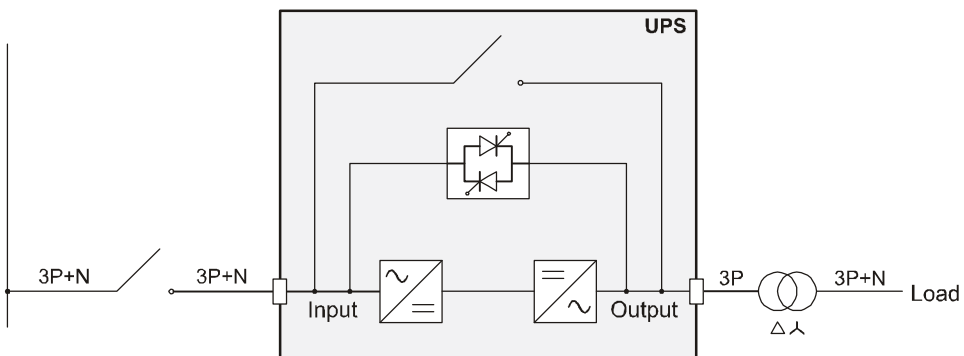 UPS
3P+N
3P+N
Input
Output
3P
3P+N
Load